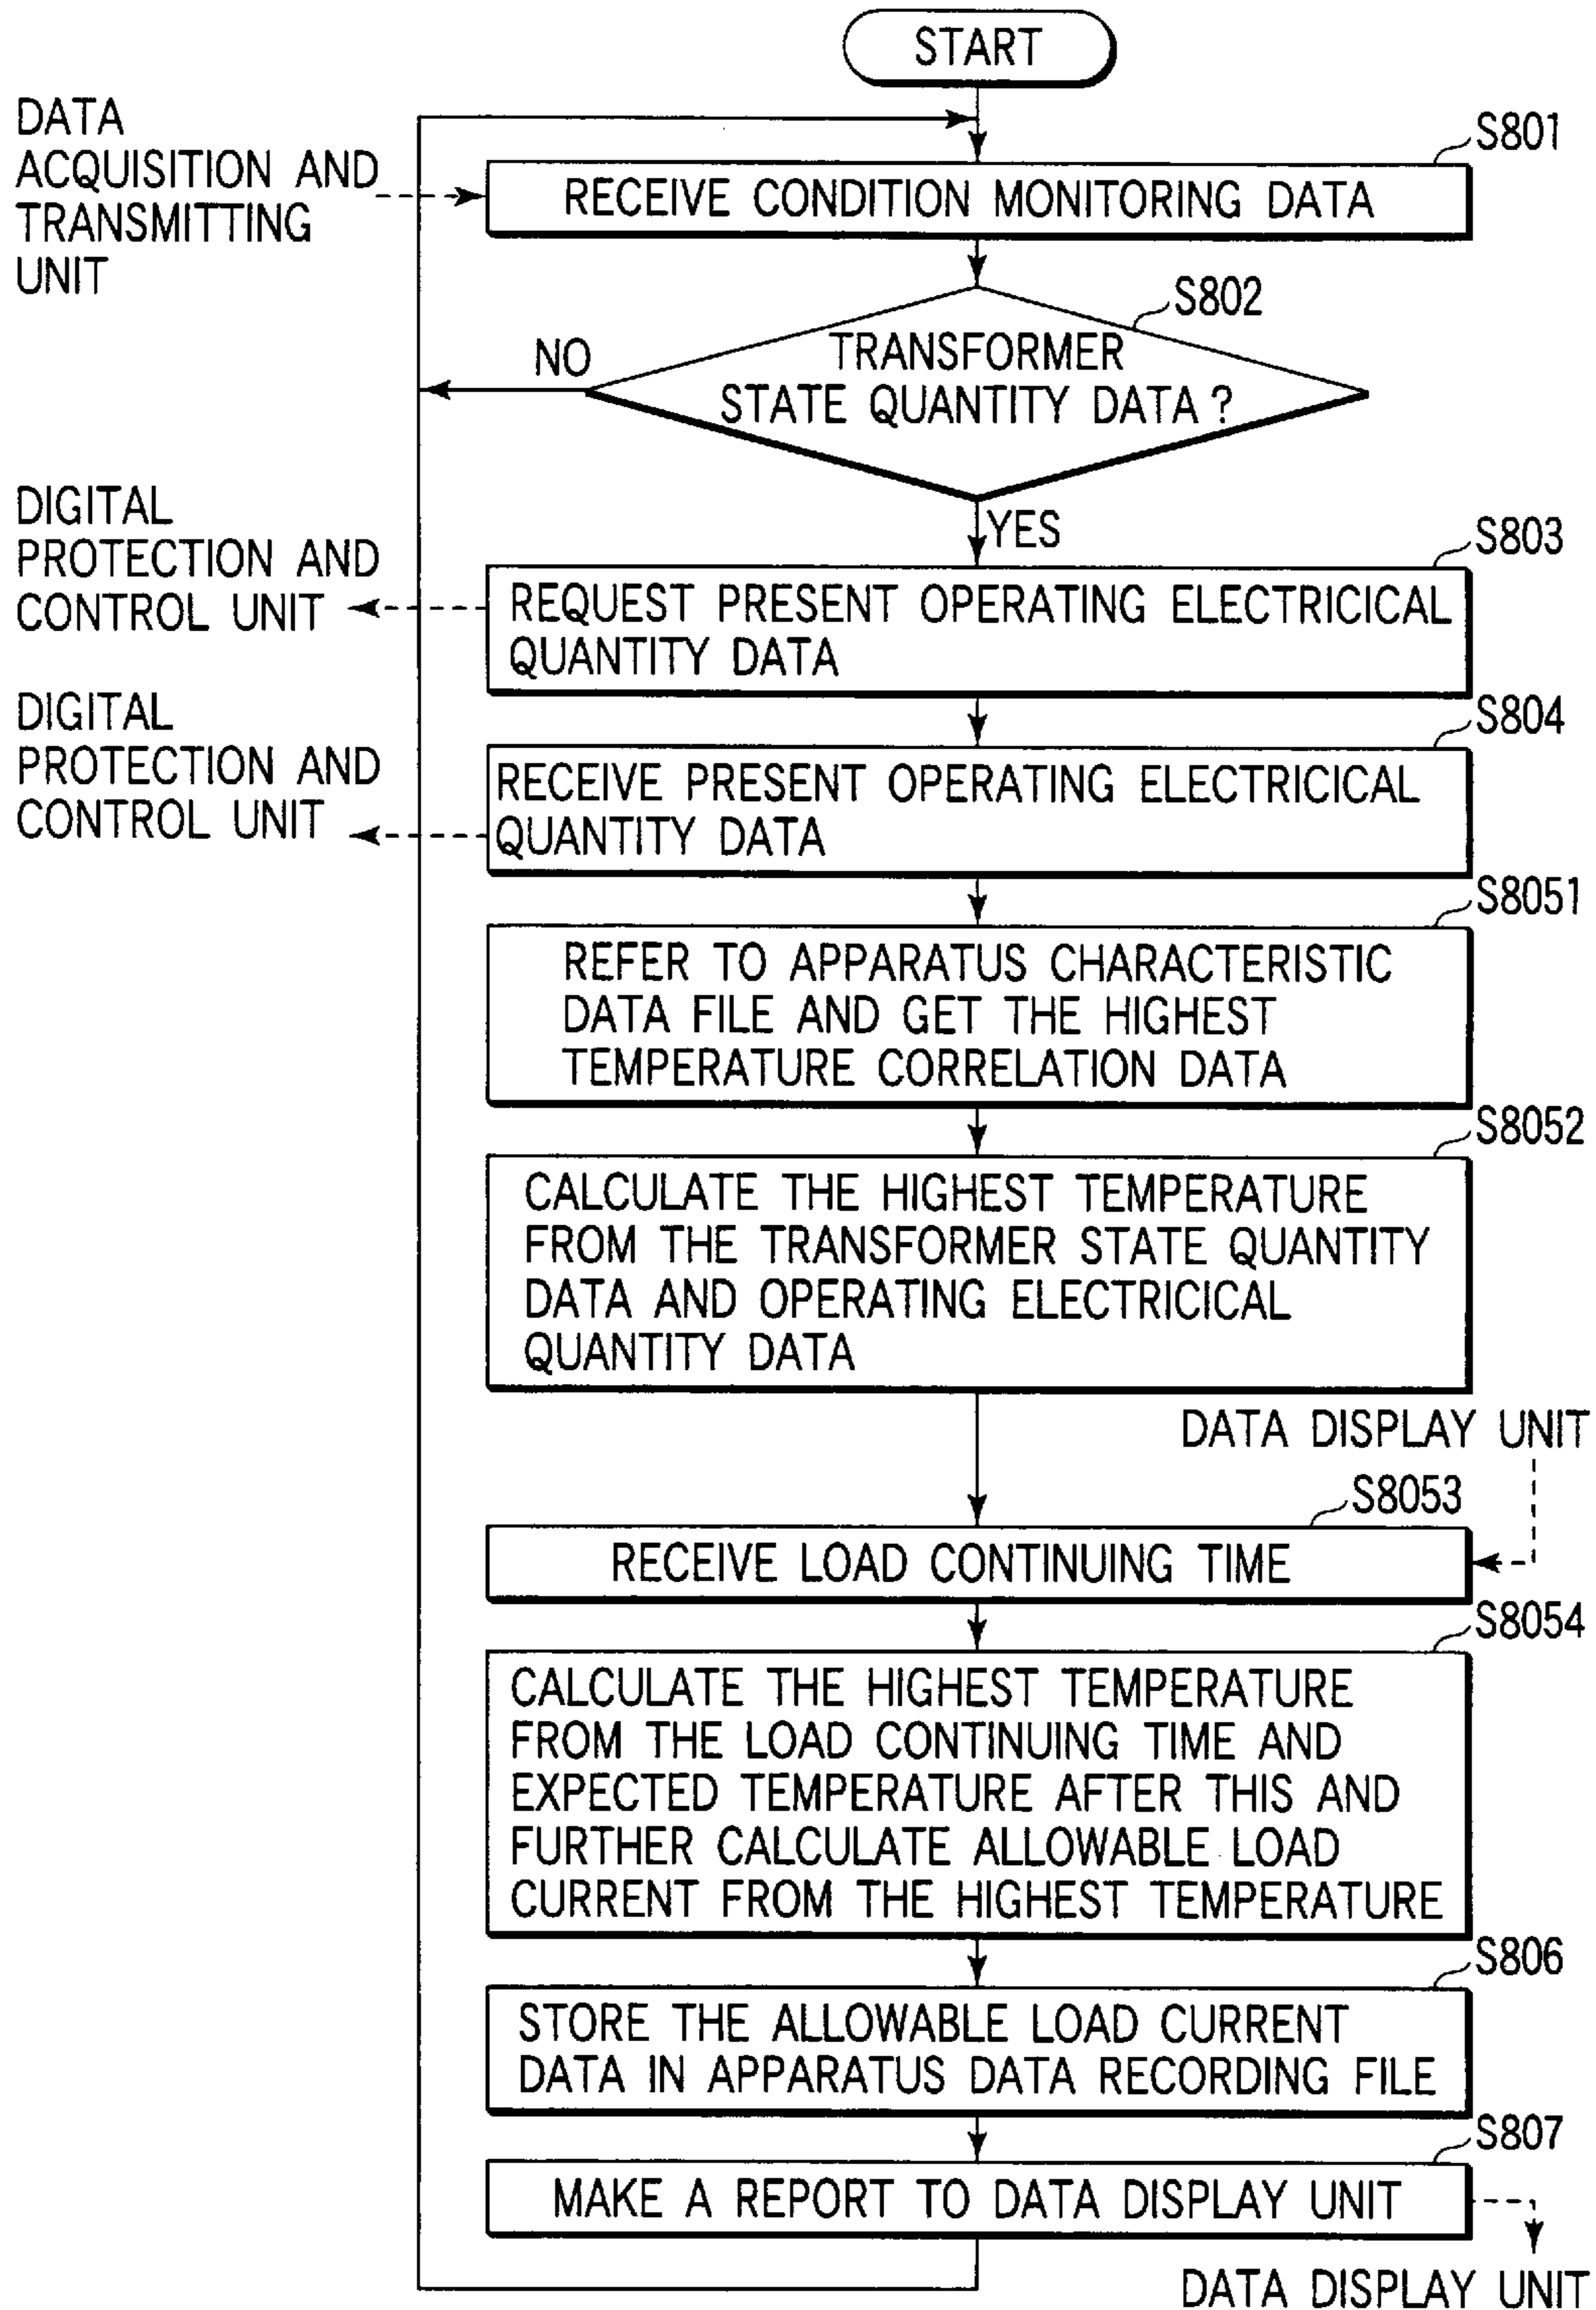 START
DATA
ACQUISITION AND
TRANSMITTING
UNIT
S801
RECEIVE CONDITION MONITORING DATA
S802
TRANSFORMER
STATE QUANTITY DATA?
NO
YES
DIGITAL
PROTECTION AND
CONTROL UNIT
S803
REQUEST PRESENT OPERATING ELECTRICICAL
QUANTITY DATA
DIGITAL
PROTECTION AND
CONTROL UNIT
S804
RECEIVE PRESENT OPERATING ELECTRICICAL
QUANTITY DATA
S8051
REFER TO APPARATUS CHARACTERISTIC
DATA FILE AND GET THE HIGHEST
TEMPERATURE CORRELATION DATA
S8052
CALCULATE THE HIGHEST TEMPERATURE
FROM THE TRANSFORMER STATE QUANTITY
DATA AND OPERATING ELECTRICICAL
QUANTITY DATA
DATA DISPLAY UNIT
S8053
RECEIVE LOAD CONTINUING TIME
S8054
CALCULATE THE HIGHEST TEMPERATURE
FROM THE LOAD CONTINUING TIME AND
EXPECTED TEMPERATURE AFTER THIS AND
FURTHER CALCULATE ALLOWABLE LOAD
CURRENT FROM THE HIGHEST TEMPERATURE
S806
STORE THE ALLOWABLE LOAD CURRENT
DATA IN APPARATUS DATA RECORDING FILE
S807
MAKE A REPORT TO DATA DISPLAY UNIT
DATA DISPLAY UNIT